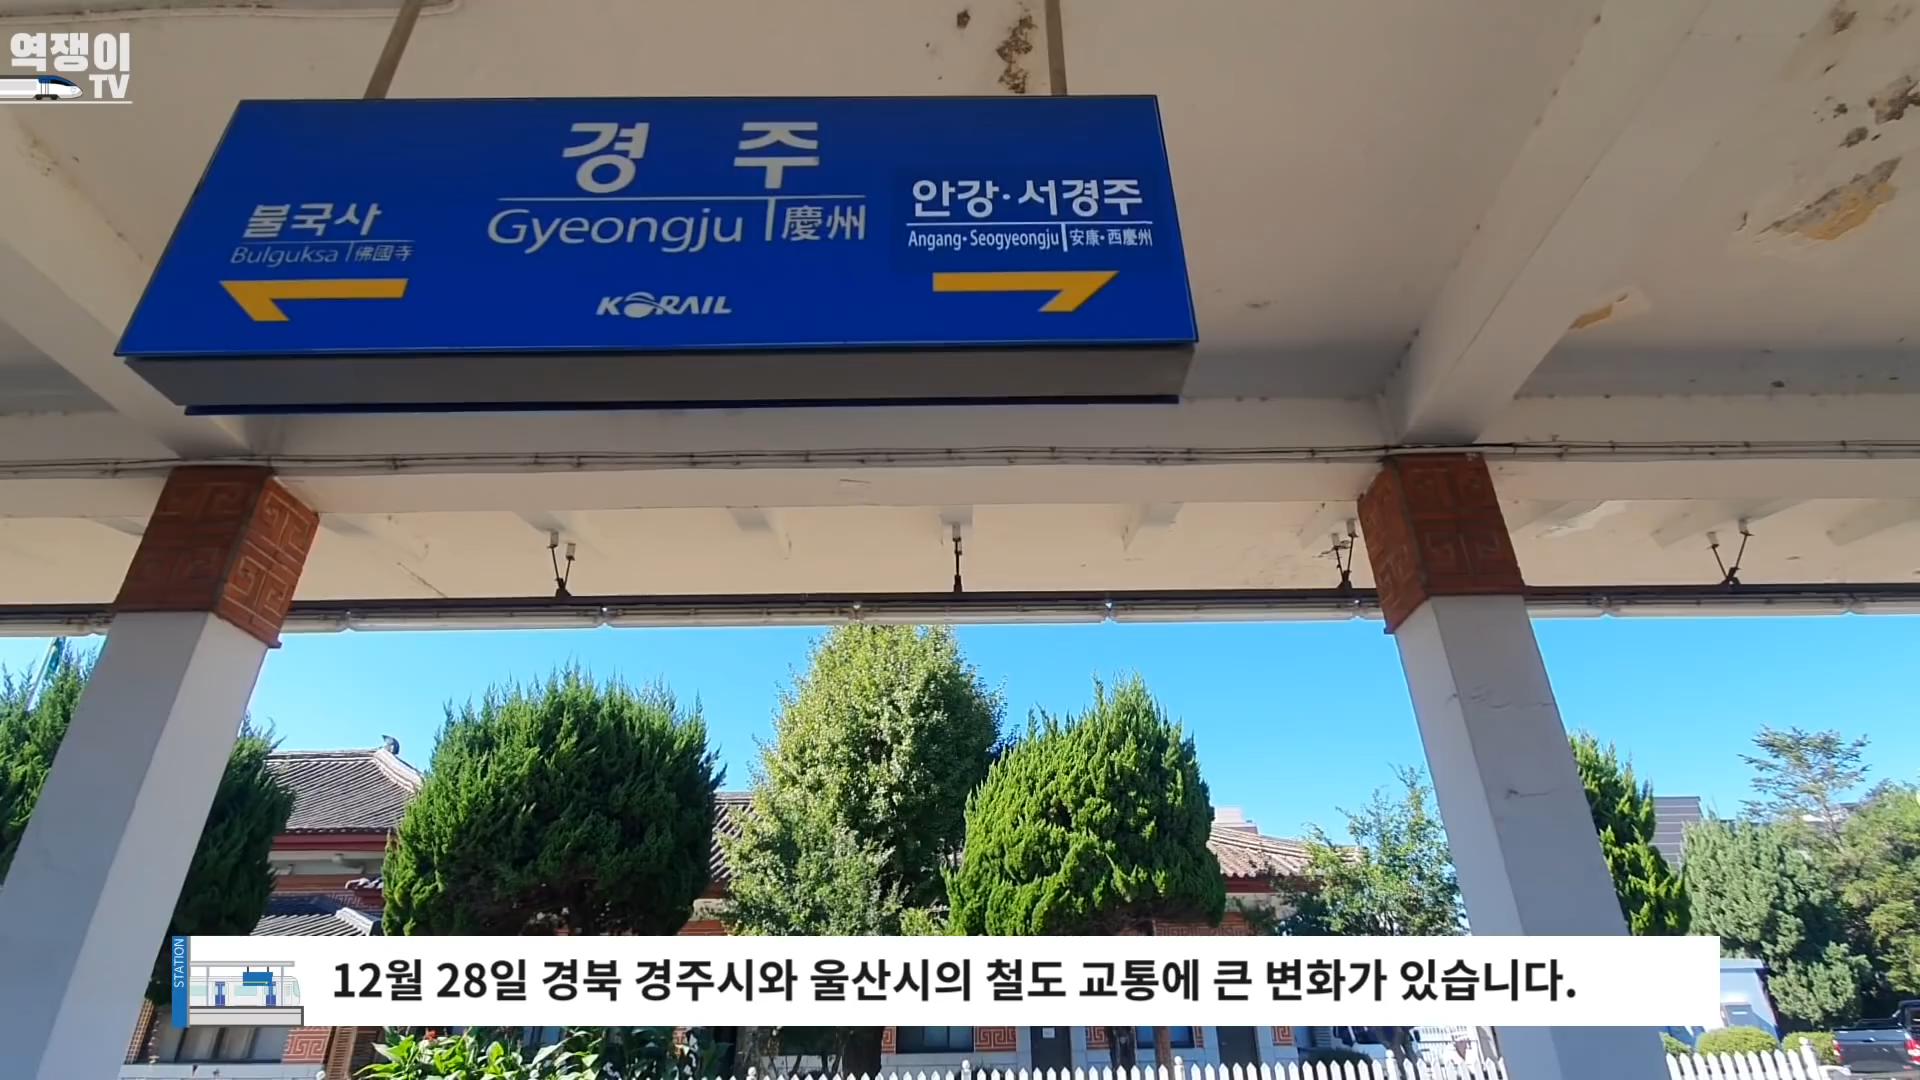 역쟁이
TV
경 주
Gyeongju 慶州
불국사
Bulguksa 佛國寺
안강·서경주
Angang·Seogyeongju 安康·西慶州
KORAIL
STATION
12월 28일 경북 경주시와 울산시의 철도 교통에 큰 변화가 있습니다.